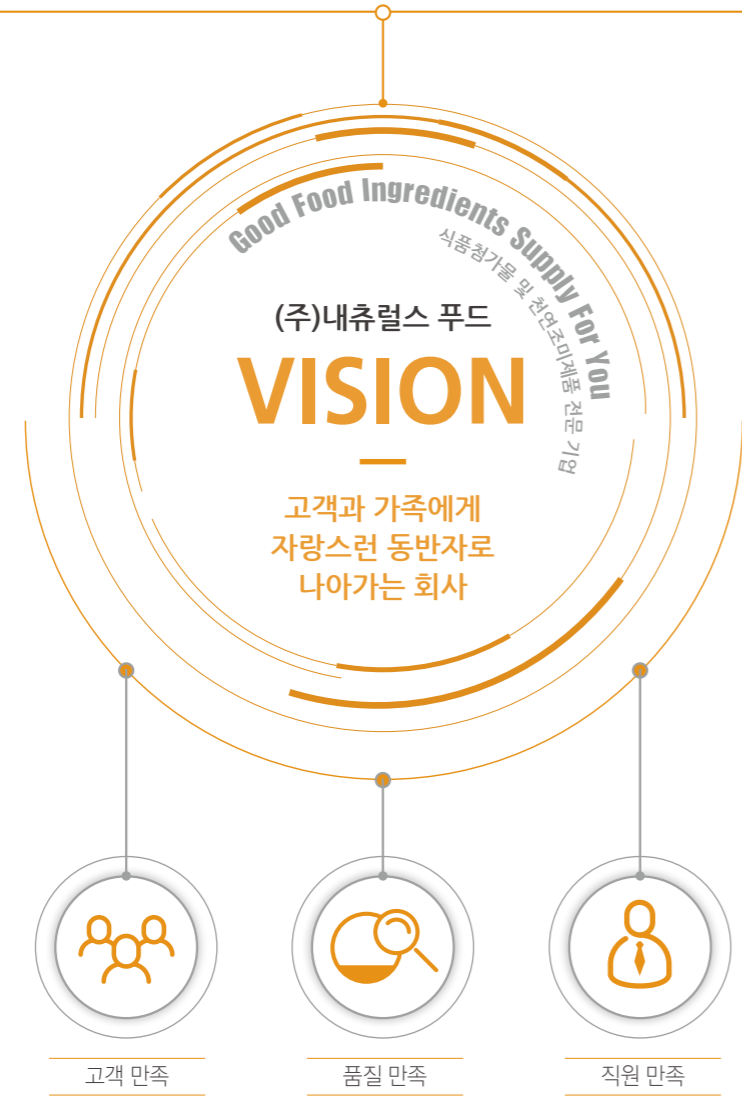 Good Food Ingredients Supply For You
식품첨가물 및 천연조미제품 전문 기업
(주)내츄럴스 푸드
VISION
고객과 가족에게
자랑스런 동반자로
나아가는 회사
고객 만족
품질 만족
직원 만족